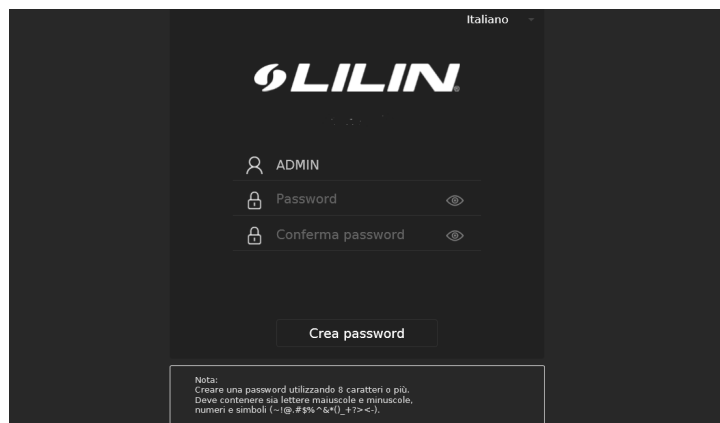 Italiano
LILIN®
ADMIN
Password
Conferma password
Crea password
Nota:
Creare una password utilizzando 8 caratteri o più.
Deve contenere sia lettere maiuscole e minuscole,
numeri e simboli (~!@.#$%^&*()_+?><-).